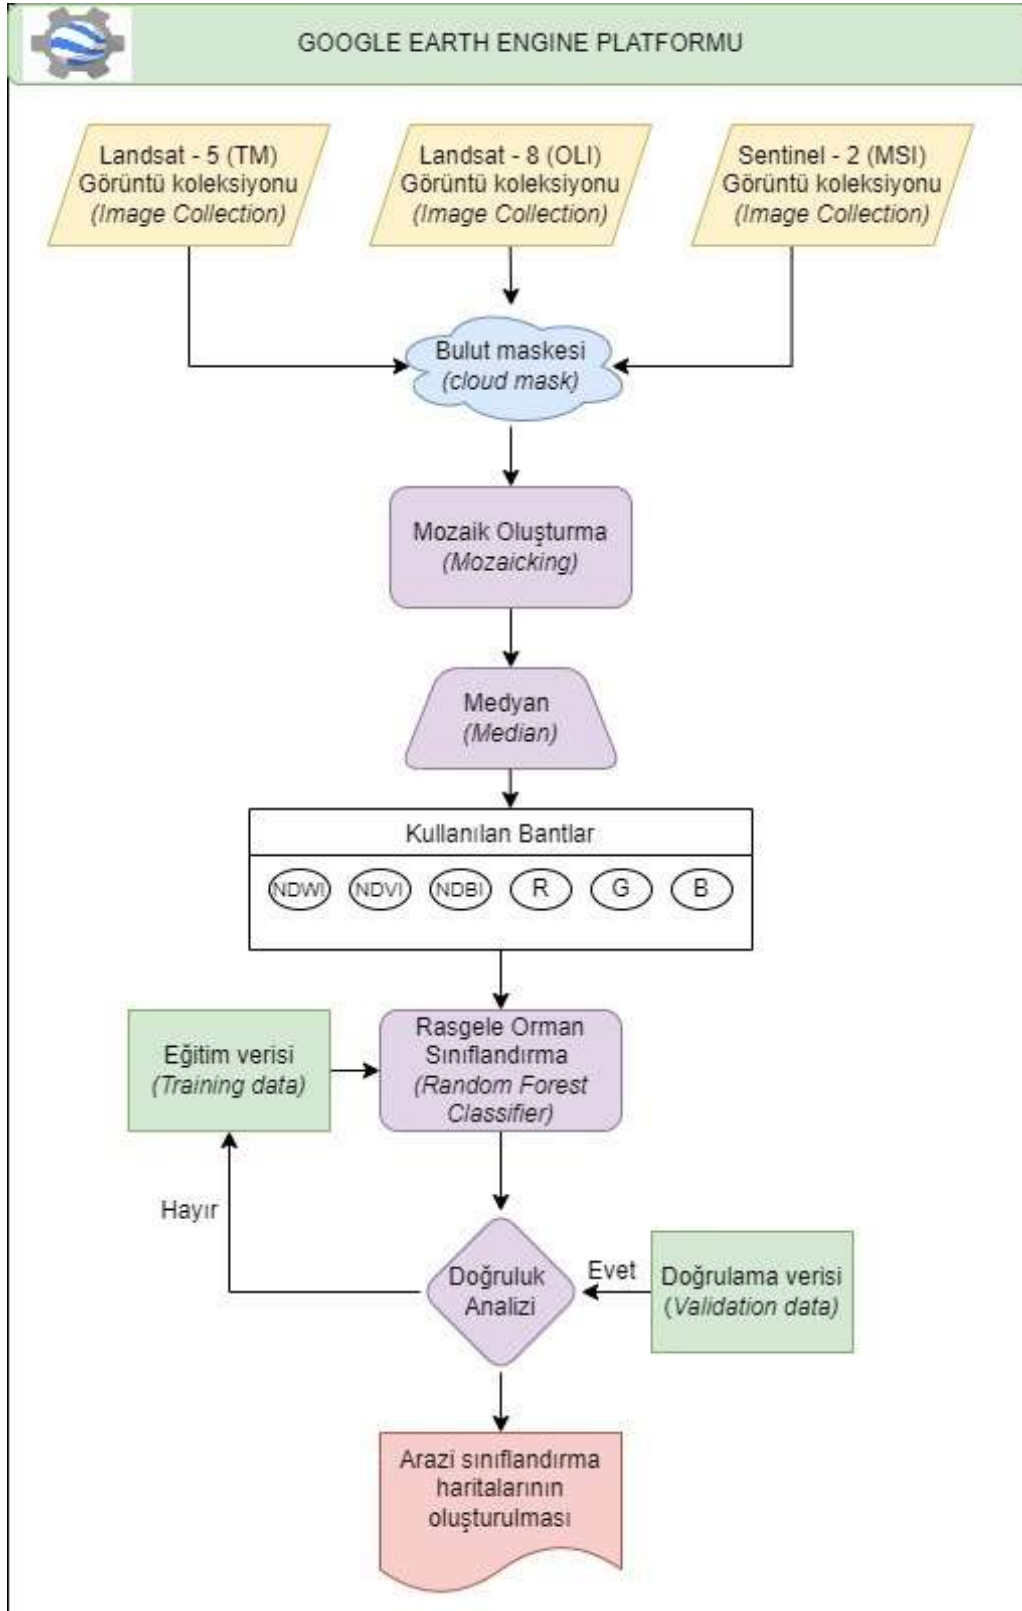 GOOGLE EARTH ENGINE PLATFORMU
Landsat - 5 (TM)
Görüntü koleksiyonu
(Image Collection)
Landsat - 8 (OLI)
Görüntü koleksiyonu
(Image Collection)
Sentinel - 2 (MSI)
Görüntü koleksiyonu
(Image Collection)
Bulut maskesi
(cloud mask)
Mozaik Oluşturma
(Mozaicking)
Medyan
(Median)
Kullanılan Bantlar
NDWI NDVI NDBI R G B
Eğitim verisi
(Training data)
Rasgele Orman
Sınıflandırma
(Random Forest
Classifier)
Hayır
Doğruluk
Analizi
Evet
Doğrulama verisi
(Validation data)
Arazi sınıflandırma
haritalarının
oluşturulması